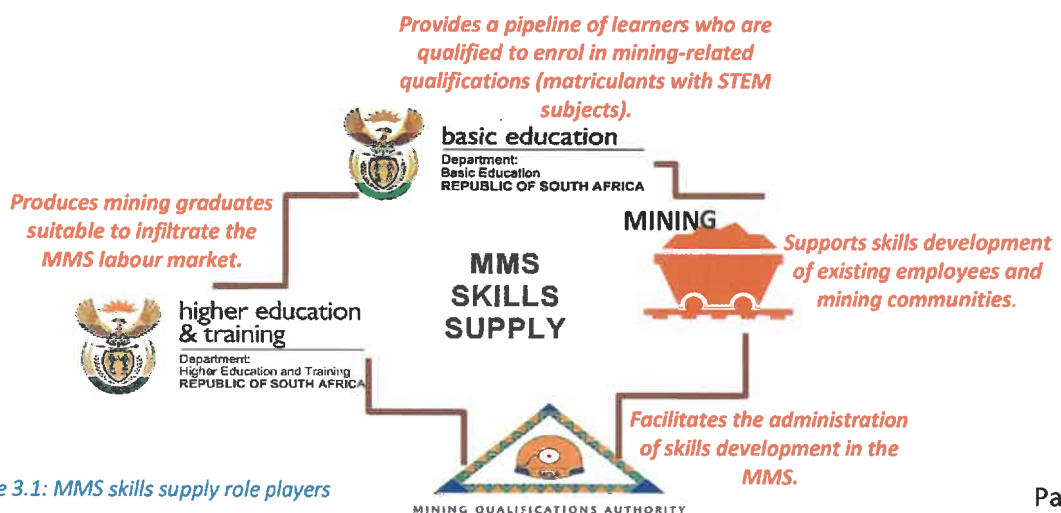 Provides a pipeline of learners who are
qualified to enrol in mining-related
qualifications (matriculants with STEM
subjects).
basic education
Department:
Basic Education
REPUBLIC OF SOUTH AFRICA
Produces mining graduates
suitable to infiltrate the
MMS labour market.
MINING
MMS
SKILLS
SUPPLY
Supports skills development
of existing employees and
mining communities.
higher education
& training
Department:
Higher Education and Training
REPUBLIC OF SOUTH AFRICA
Facilitates the administration
of skills development in the
MMS.
e 3.1: MMS skills supply role players
MINING QUALIFICATIONS AUTHORITY
Pa